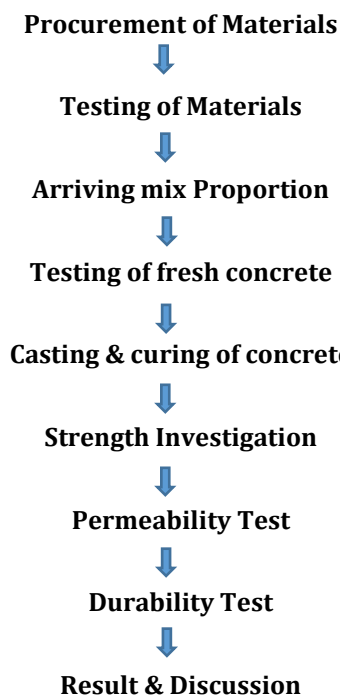 Procurement of Materials
Testing of Materials
Arriving mix Proportion
Testing of fresh concrete
Casting & curing of concrete
Strength Investigation
Permeability Test
Durability Test
Result & Discussion